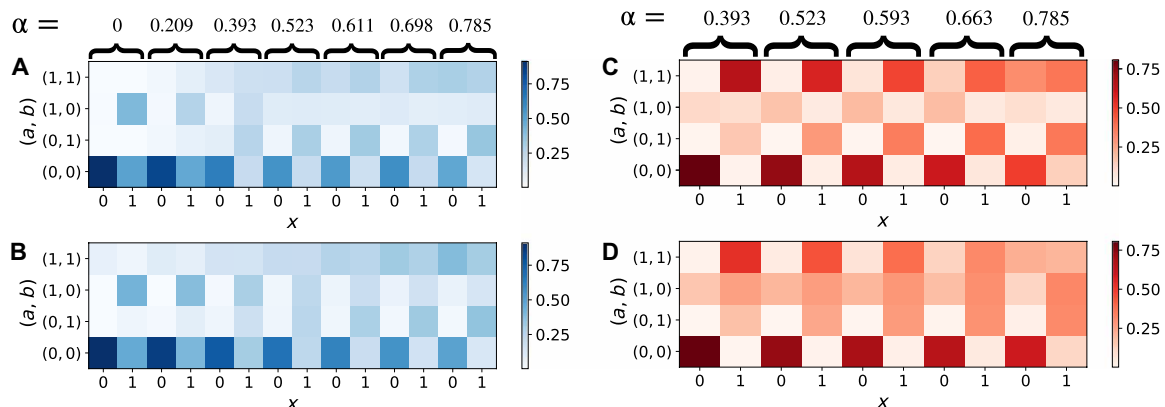 α = 0 0.209 0.393 0.523 0.611 0.698 0.785
A
(1, 1)
(1, 0)
(0, 1)
(0, 0)
(a, b)
0.75
0.50
0.25
0 1 0 1 0 1 0 1 0 1 0 1 0 1
x
B
(1, 1)
(1, 0)
(0, 1)
(0, 0)
(a, b)
0.75
0.50
0.25
0 1 0 1 0 1 0 1 0 1 0 1 0 1
x
α = 0.393 0.523 0.593 0.663 0.785
C
(1, 1)
(1, 0)
(0, 1)
(0, 0)
(a, b)
0.75
0.50
0.25
0 1 0 1 0 1 0 1 0 1
x
D
(1, 1)
(1, 0)
(0, 1)
(0, 0)
(a, b)
0.75
0.50
0.25
0 1 0 1 0 1 0 1 0 1
x